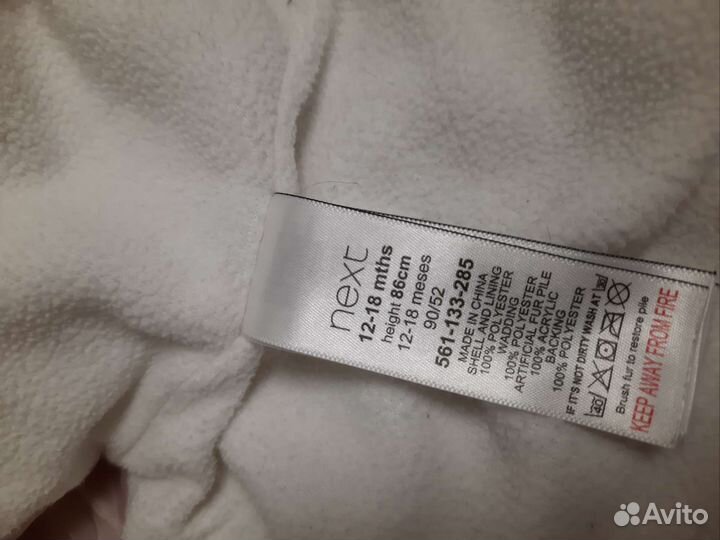 next
12-18 mths
height 86cm
12-18 meses
90/52
561-133-285
MADE IN CHINA
SHELL AND LINING
100% POLYESTER
WADDING
100% POLYESTER
ARTIFICIAL FUR PILE
100% ACRYLIC
BACKING
100% POLYESTER
IF IT'S NOT DIRTY WASH AT 30
40
Brush fur to restore pile
KEEP AWAY FROM FIRE
Avito